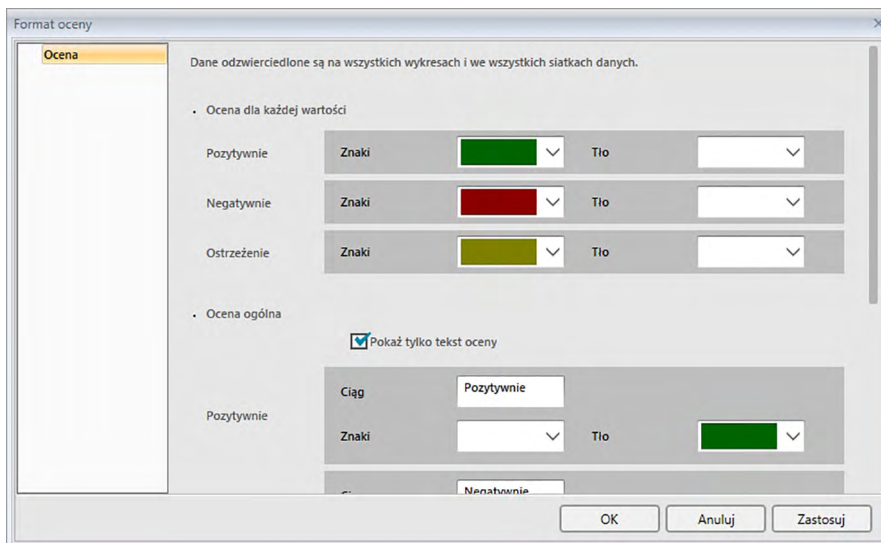 Format oceny
Ocena
Dane odzwierciedlone są na wszystkich wykresach i we wszystkich siatkach danych.
• Ocena dla każdej wartości
Pozytywnie Znaki Tło
Negatywnie Znaki Tło
Ostrzeżenie Znaki Tło
• Ocena ogólna
Pokaż tylko tekst oceny
Ciąg Pozytywnie
Pozytywnie
Znaki Tło
Negatywnie
OK Anuluj Zastosuj